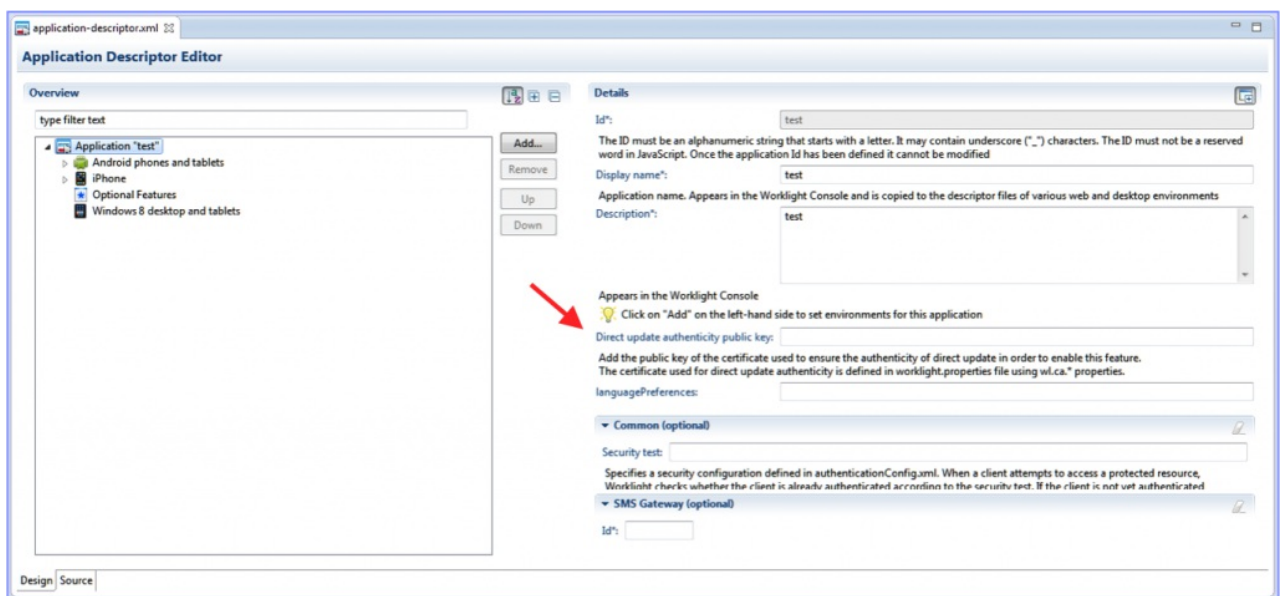 application-descriptor.xml
Application Descriptor Editor
Overview
type filter text
Application "test"
Android phones and tablets
iPhone
Optional Features
Windows 8 desktop and tablets
Add...
Remove
Up
Down
Details
Id*:
test
The ID must be an alphanumeric string that starts with a letter. It may contain underscore ("_") characters. The ID must not be a reserved
word in JavaScript. Once the application Id has been defined it cannot be modified
Display name*:
test
Application name. Appears in the Worklight Console and is copied to the descriptor files of various web and desktop environments
Description*:
test
Appears in the Worklight Console
Click on "Add" on the left-hand side to set environments for this application
Direct update authenticity public key:
Add the public key of the certificate used to ensure the authenticity of direct update in order to enable this feature.
The certificate used for direct update authenticity is defined in worklight.properties file using wl.ca.* properties.
languagePreferences:
Common (optional)
Security test:
Specifies a security configuration defined in authenticationConfig.xml. When a client attempts to access a protected resource,
Worklight checks whether the client is already authenticated according to the security test. If the client is not yet authenticated
SMS Gateway (optional)
Id*:
Design
Source